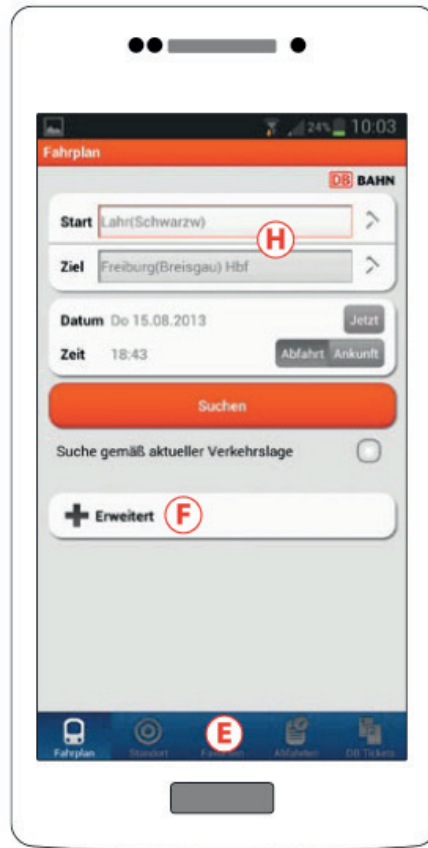 24% 10:03
Fahrplan
DB BAHN
Start Lahr(Schwarzw)
H
Ziel Freiburg(Breisgau) Hbf
Datum Do 15.08.2013 Jetzt
Zeit 18:43 Abfahrt Ankunft
Suchen
Suche gemäß aktueller Verkehrslage
Erweitert F
E
Fahrplan Standort Abfahrten DB Tickets